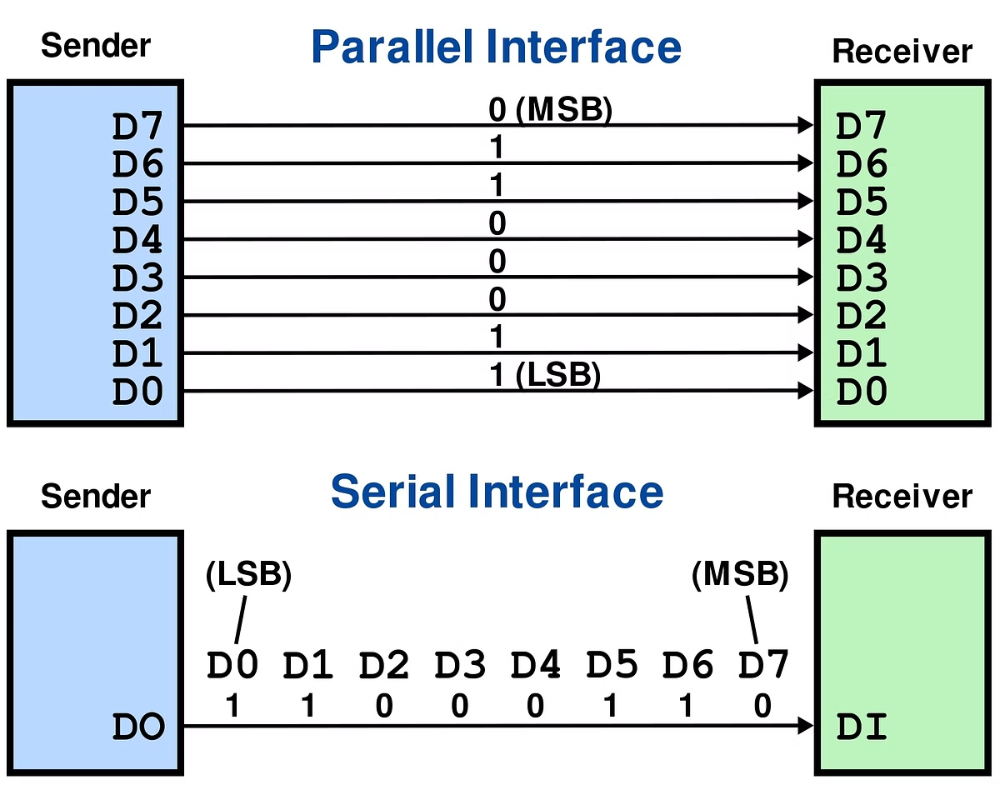 Sender Parallel Interface Receiver
D7 0 (MSB) D7
D6 1 D6
D5 1 D5
D4 0 D4
D3 0 D3
D2 0 D2
D1 1 D1
D0 1 (LSB) D0
Sender Serial Interface Receiver
(LSB) (MSB)
D0 D1 D2 D3 D4 D5 D6 D7
1 1 0 0 0 1 1 0
DO DI